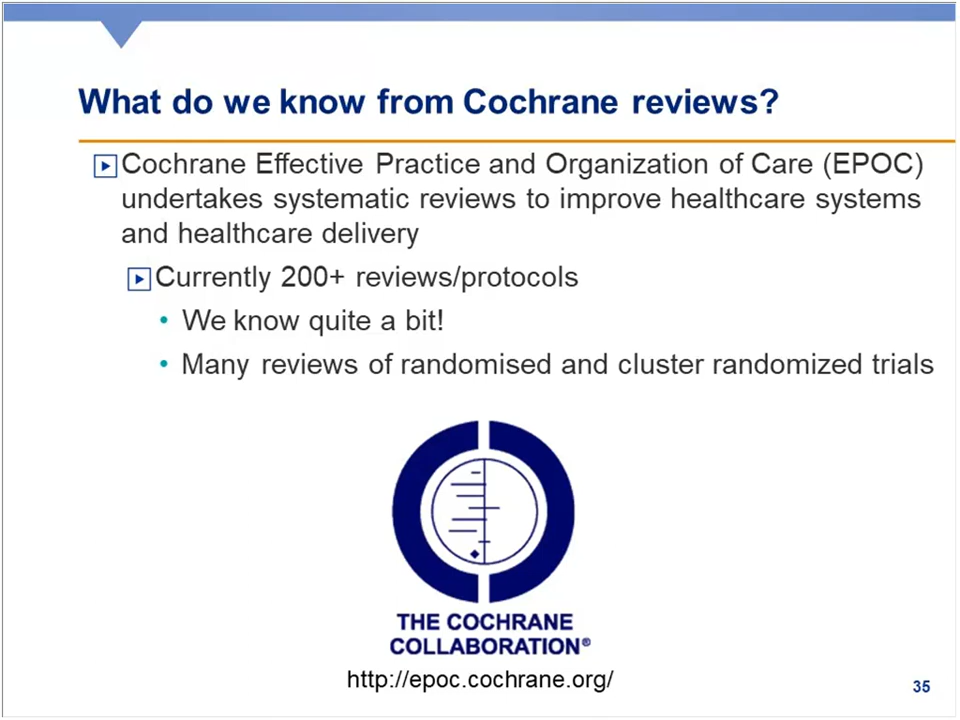 What do we know from Cochrane reviews?
Cochrane Effective Practice and Organization of Care (EPOC)
undertakes systematic reviews to improve healthcare systems
and healthcare delivery
Currently 200+ reviews/protocols
• We know quite a bit!
• Many reviews of randomised and cluster randomized trials
THE COCHRANE
COLLABORATION®
http://epoc.cochrane.org/
35